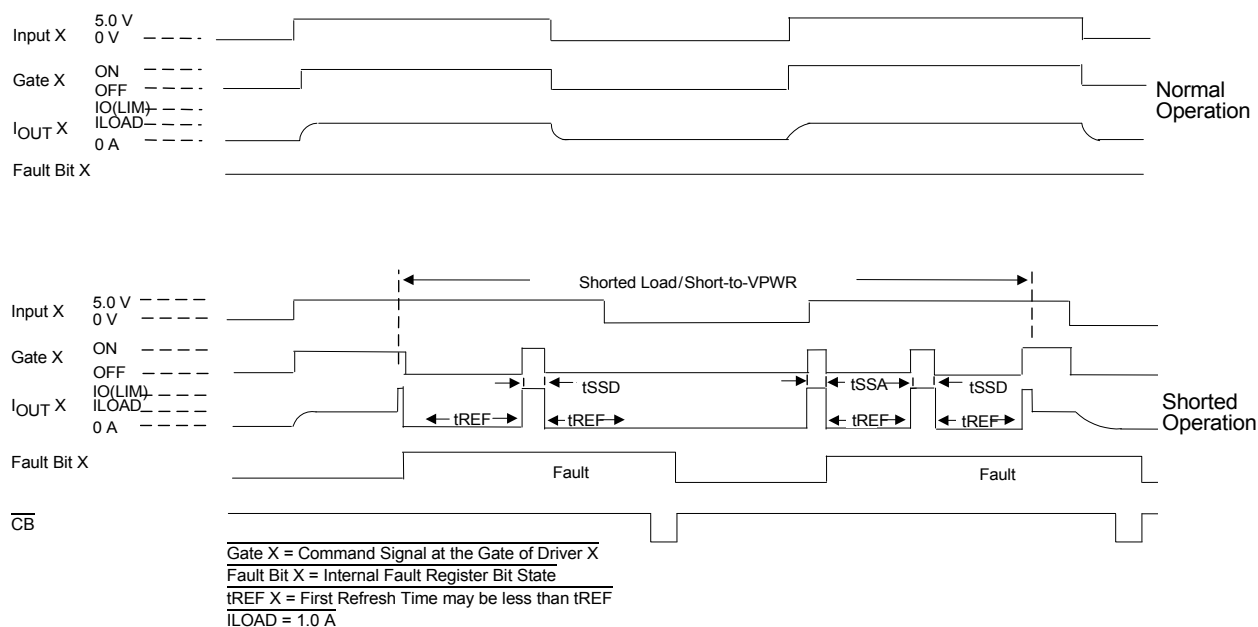 Input X 5.0 V
0 V
Gate X ON
OFF
IO(LIM)
IOUT X ILOAD
0 A
Fault Bit X
Normal
Operation
Shorted Load/Short-to-VPWR
Input X 5.0 V
0 V
Gate X ON
OFF
tSSD tSSA tSSD
IO(LIM)
IOUT X ILOAD
0 A
tREF tREF tREF tREF
Shorted
Operation
Fault Bit X
Fault Fault
CB
Gate X = Command Signal at the Gate of Driver X
Fault Bit X = Internal Fault Register Bit State
tREF X = First Refresh Time may be less than tREF
ILOAD = 1.0 A